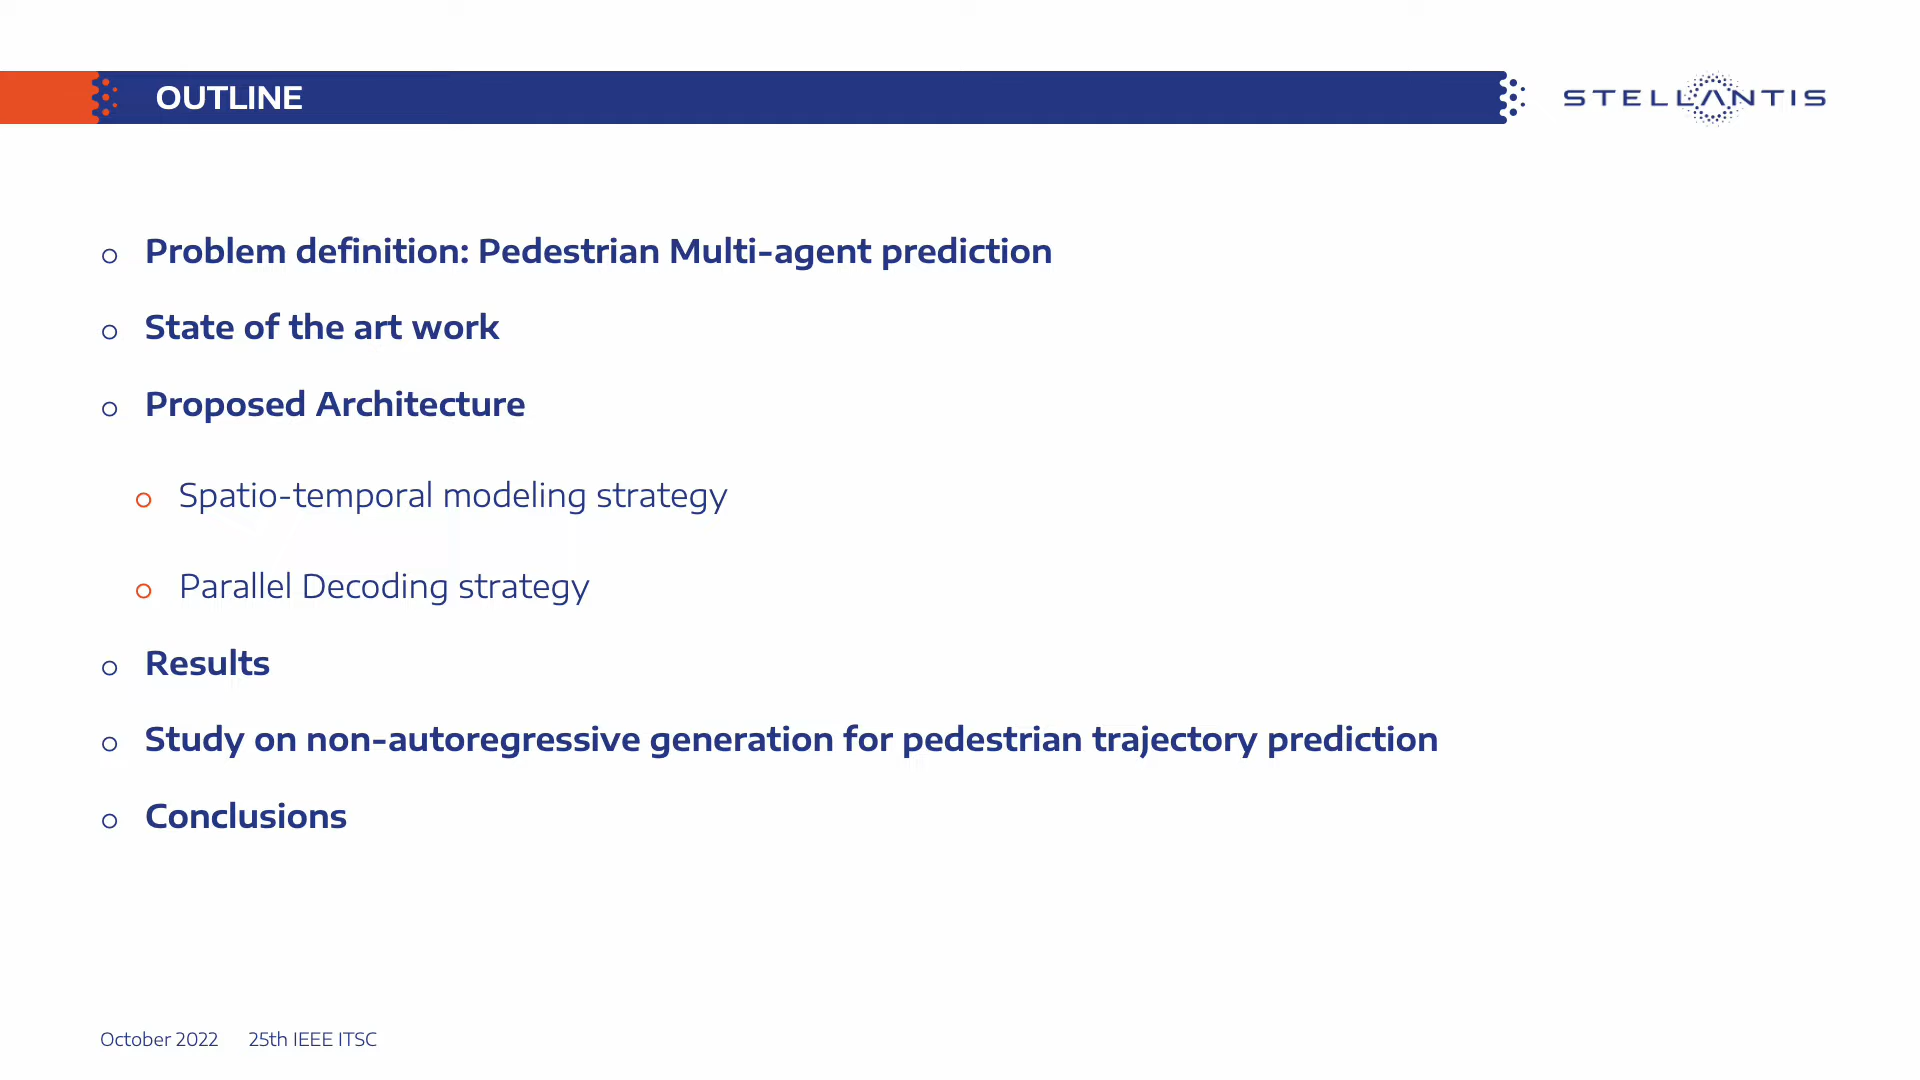 OUTLINE
STELLANTIS
Problem definition: Pedestrian Multi-agent prediction
State of the art work
Proposed Architecture
Spatio-temporal modeling strategy
Parallel Decoding strategy
Results
Study on non-autoregressive generation for pedestrian trajectory prediction
Conclusions
October 2022 25th IEEE ITSC